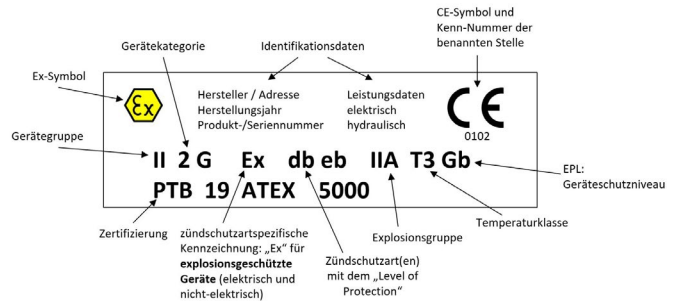 CE-Symbol und
Kenn-Nummer der
benannten Stelle
Gerätekategorie
Identifikationsdaten
Ex-Symbol
Ex
Hersteller / Adresse
Herstellungsjahr
Produkt-/Seriennummer
Leistungsdaten
elektrisch
hydraulisch
CE
0102
Gerätegruppe
II 2 G Ex db eb IIA T3 Gb
PTB 19 ATEX 5000
EPL:
Geräteschutzniveau
Temperaturklasse
Zertifizierung
zündschutzartspezifische
Kennzeichnung: „Ex“ für
explosionsgeschützte
Geräte (elektrisch und
nicht-elektrisch)
Explosionsgruppe
Zündschutzart(en)
mit dem „Level of
Protection“